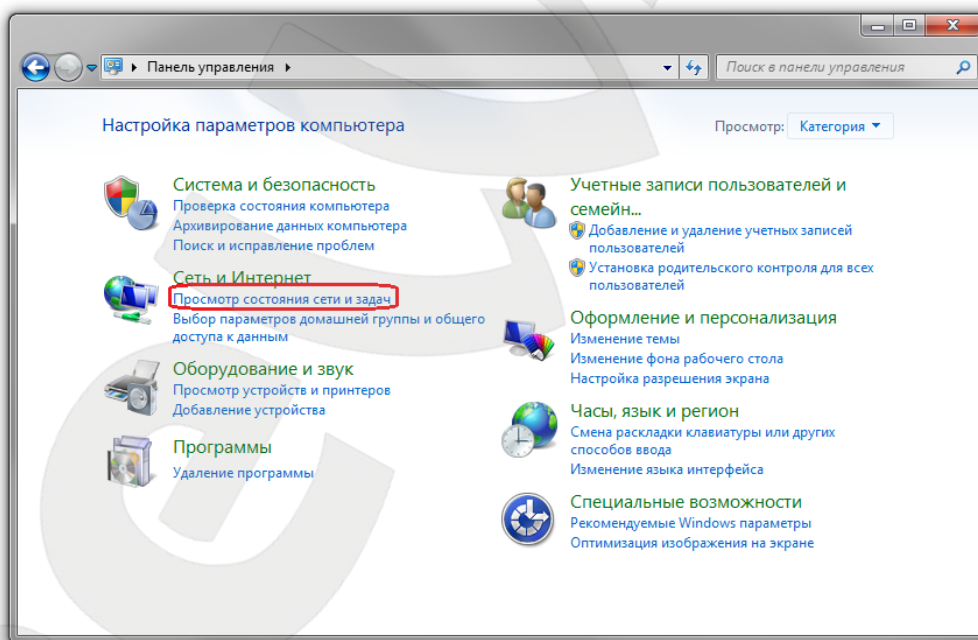 Панель управления
Поиск в панели управления
Настройка параметров компьютера
Просмотр: Категория
Система и безопасность
Проверка состояния компьютера
Архивирование данных компьютера
Поиск и исправление проблем
Сеть и Интернет
Просмотр состояния сети и задач
Выбор параметров домашней группы и общего
доступа к данным
Оборудование и звук
Просмотр устройств и принтеров
Добавление устройства
Программы
Удаление программы
Учетные записи пользователей и
семейн...
Добавление и удаление учетных записей
пользователей
Установка родительского контроля для всех
пользователей
Оформление и персонализация
Изменение темы
Изменение фона рабочего стола
Настройка разрешения экрана
Часы, язык и регион
Смена раскладки клавиатуры или других
способов ввода
Изменение языка интерфейса
Специальные возможности
Рекомендуемые Windows параметры
Оптимизация изображения на экране